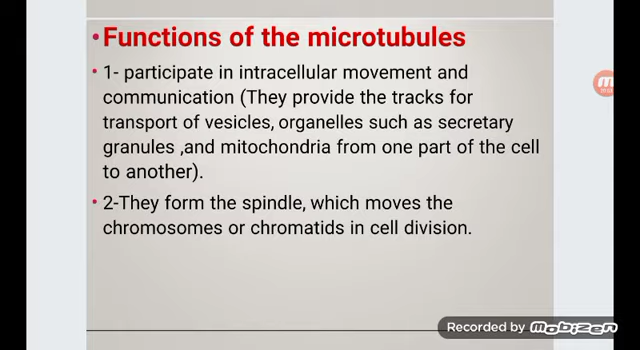 • Functions of the microtubules
• 1- participate in intracellular movement and
communication (They provide the tracks for
transport of vesicles, organelles such as secretary
granules ,and mitochondria from one part of the cell
to another).
• 2-They form the spindle, which moves the
chromosomes or chromatids in cell division.
Recorded by mobizen